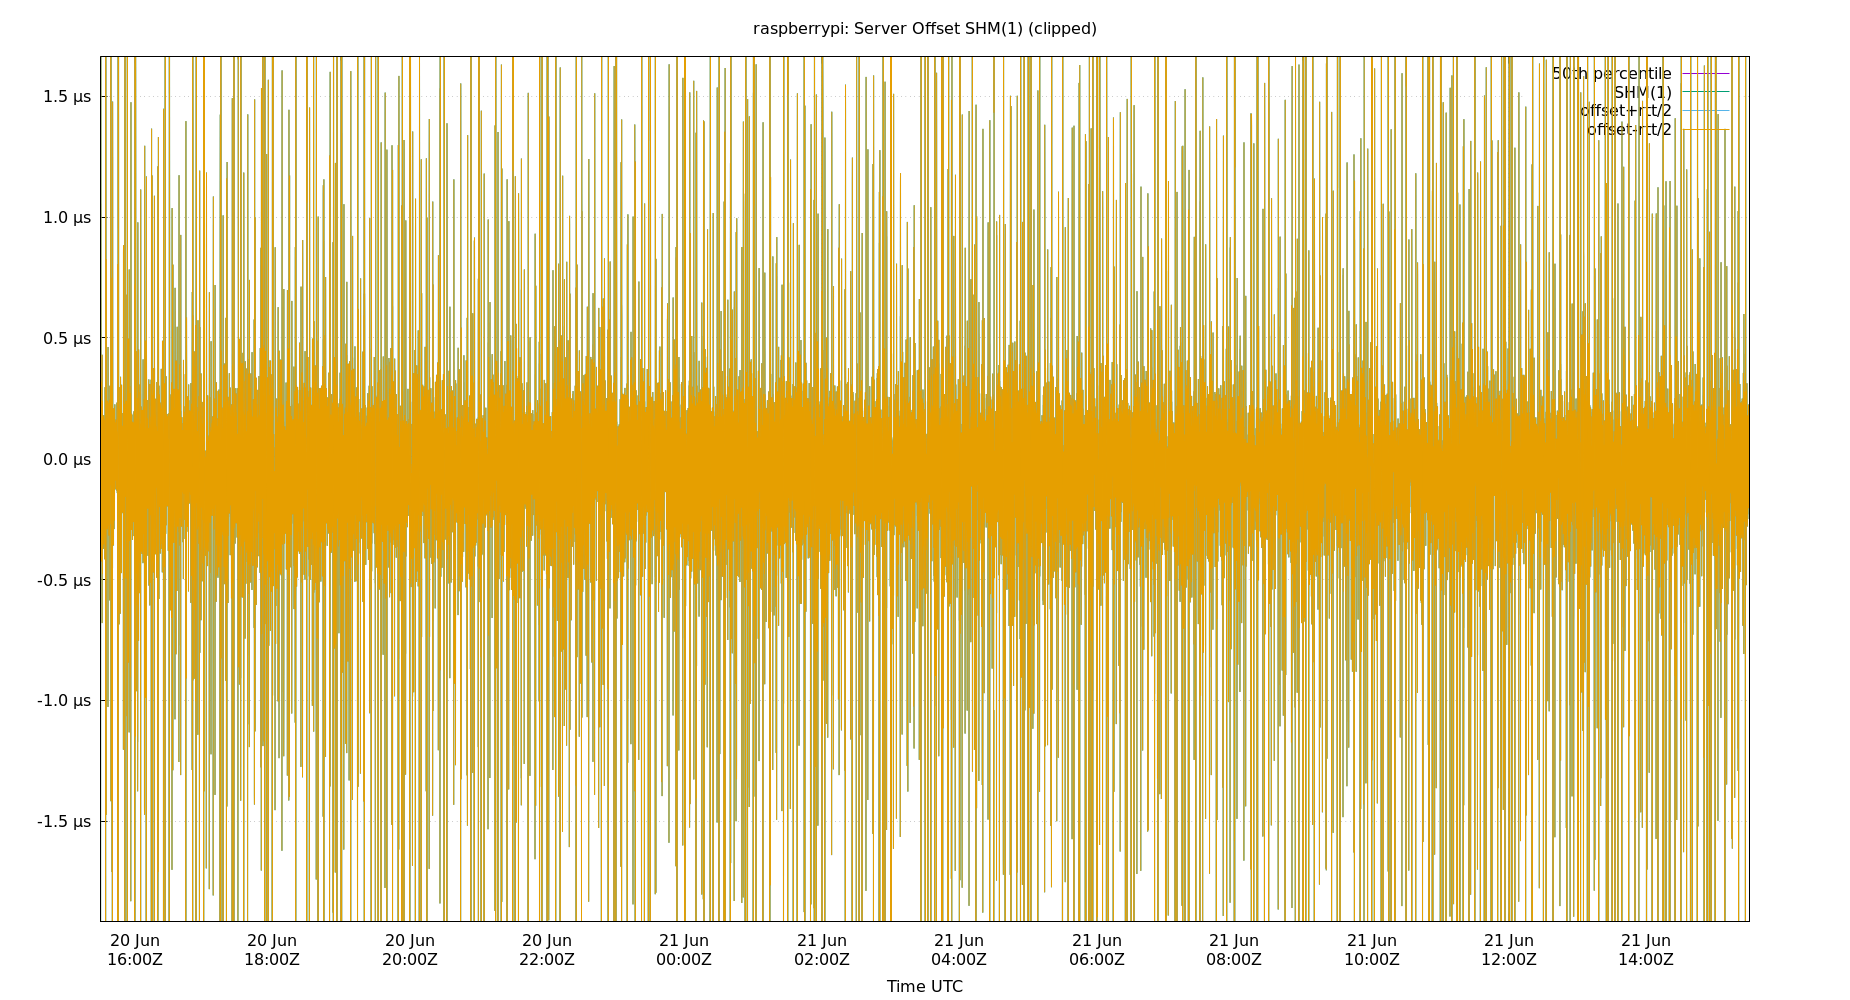 raspberrypi: Server Offset SHM(1) (clipped)
50th percentile
SHM(1)
offset+rtt/2
offset-rtt/2
1.5 µs
1.0 µs
0.5 µs
0.0 µs
-0.5 µs
-1.0 µs
-1.5 µs
20 Jun 20 Jun 20 Jun 20 Jun 21 Jun 21 Jun 21 Jun 21 Jun 21 Jun 21 Jun 21 Jun 21 Jun
16:00Z 18:00Z 20:00Z 22:00Z 00:00Z 02:00Z 04:00Z 06:00Z 08:00Z 10:00Z 12:00Z 14:00Z
Time UTC